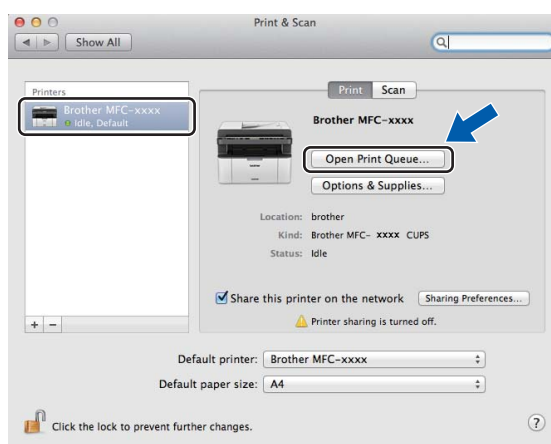 Print & Scan
Show All
Print Scan
Printers
Brother MFC-xxxx
Idle, Default
Brother MFC-xxxx
Open Print Queue...
Options & Supplies...
Location: brother
Kind: Brother MFC- xxxx CUPS
Status: Idle
Share this printer on the network Sharing Preferences...
Printer sharing is turned off.
+ -
Default printer: Brother MFC-xxxx
Default paper size: A4
Click the lock to prevent further changes. ?